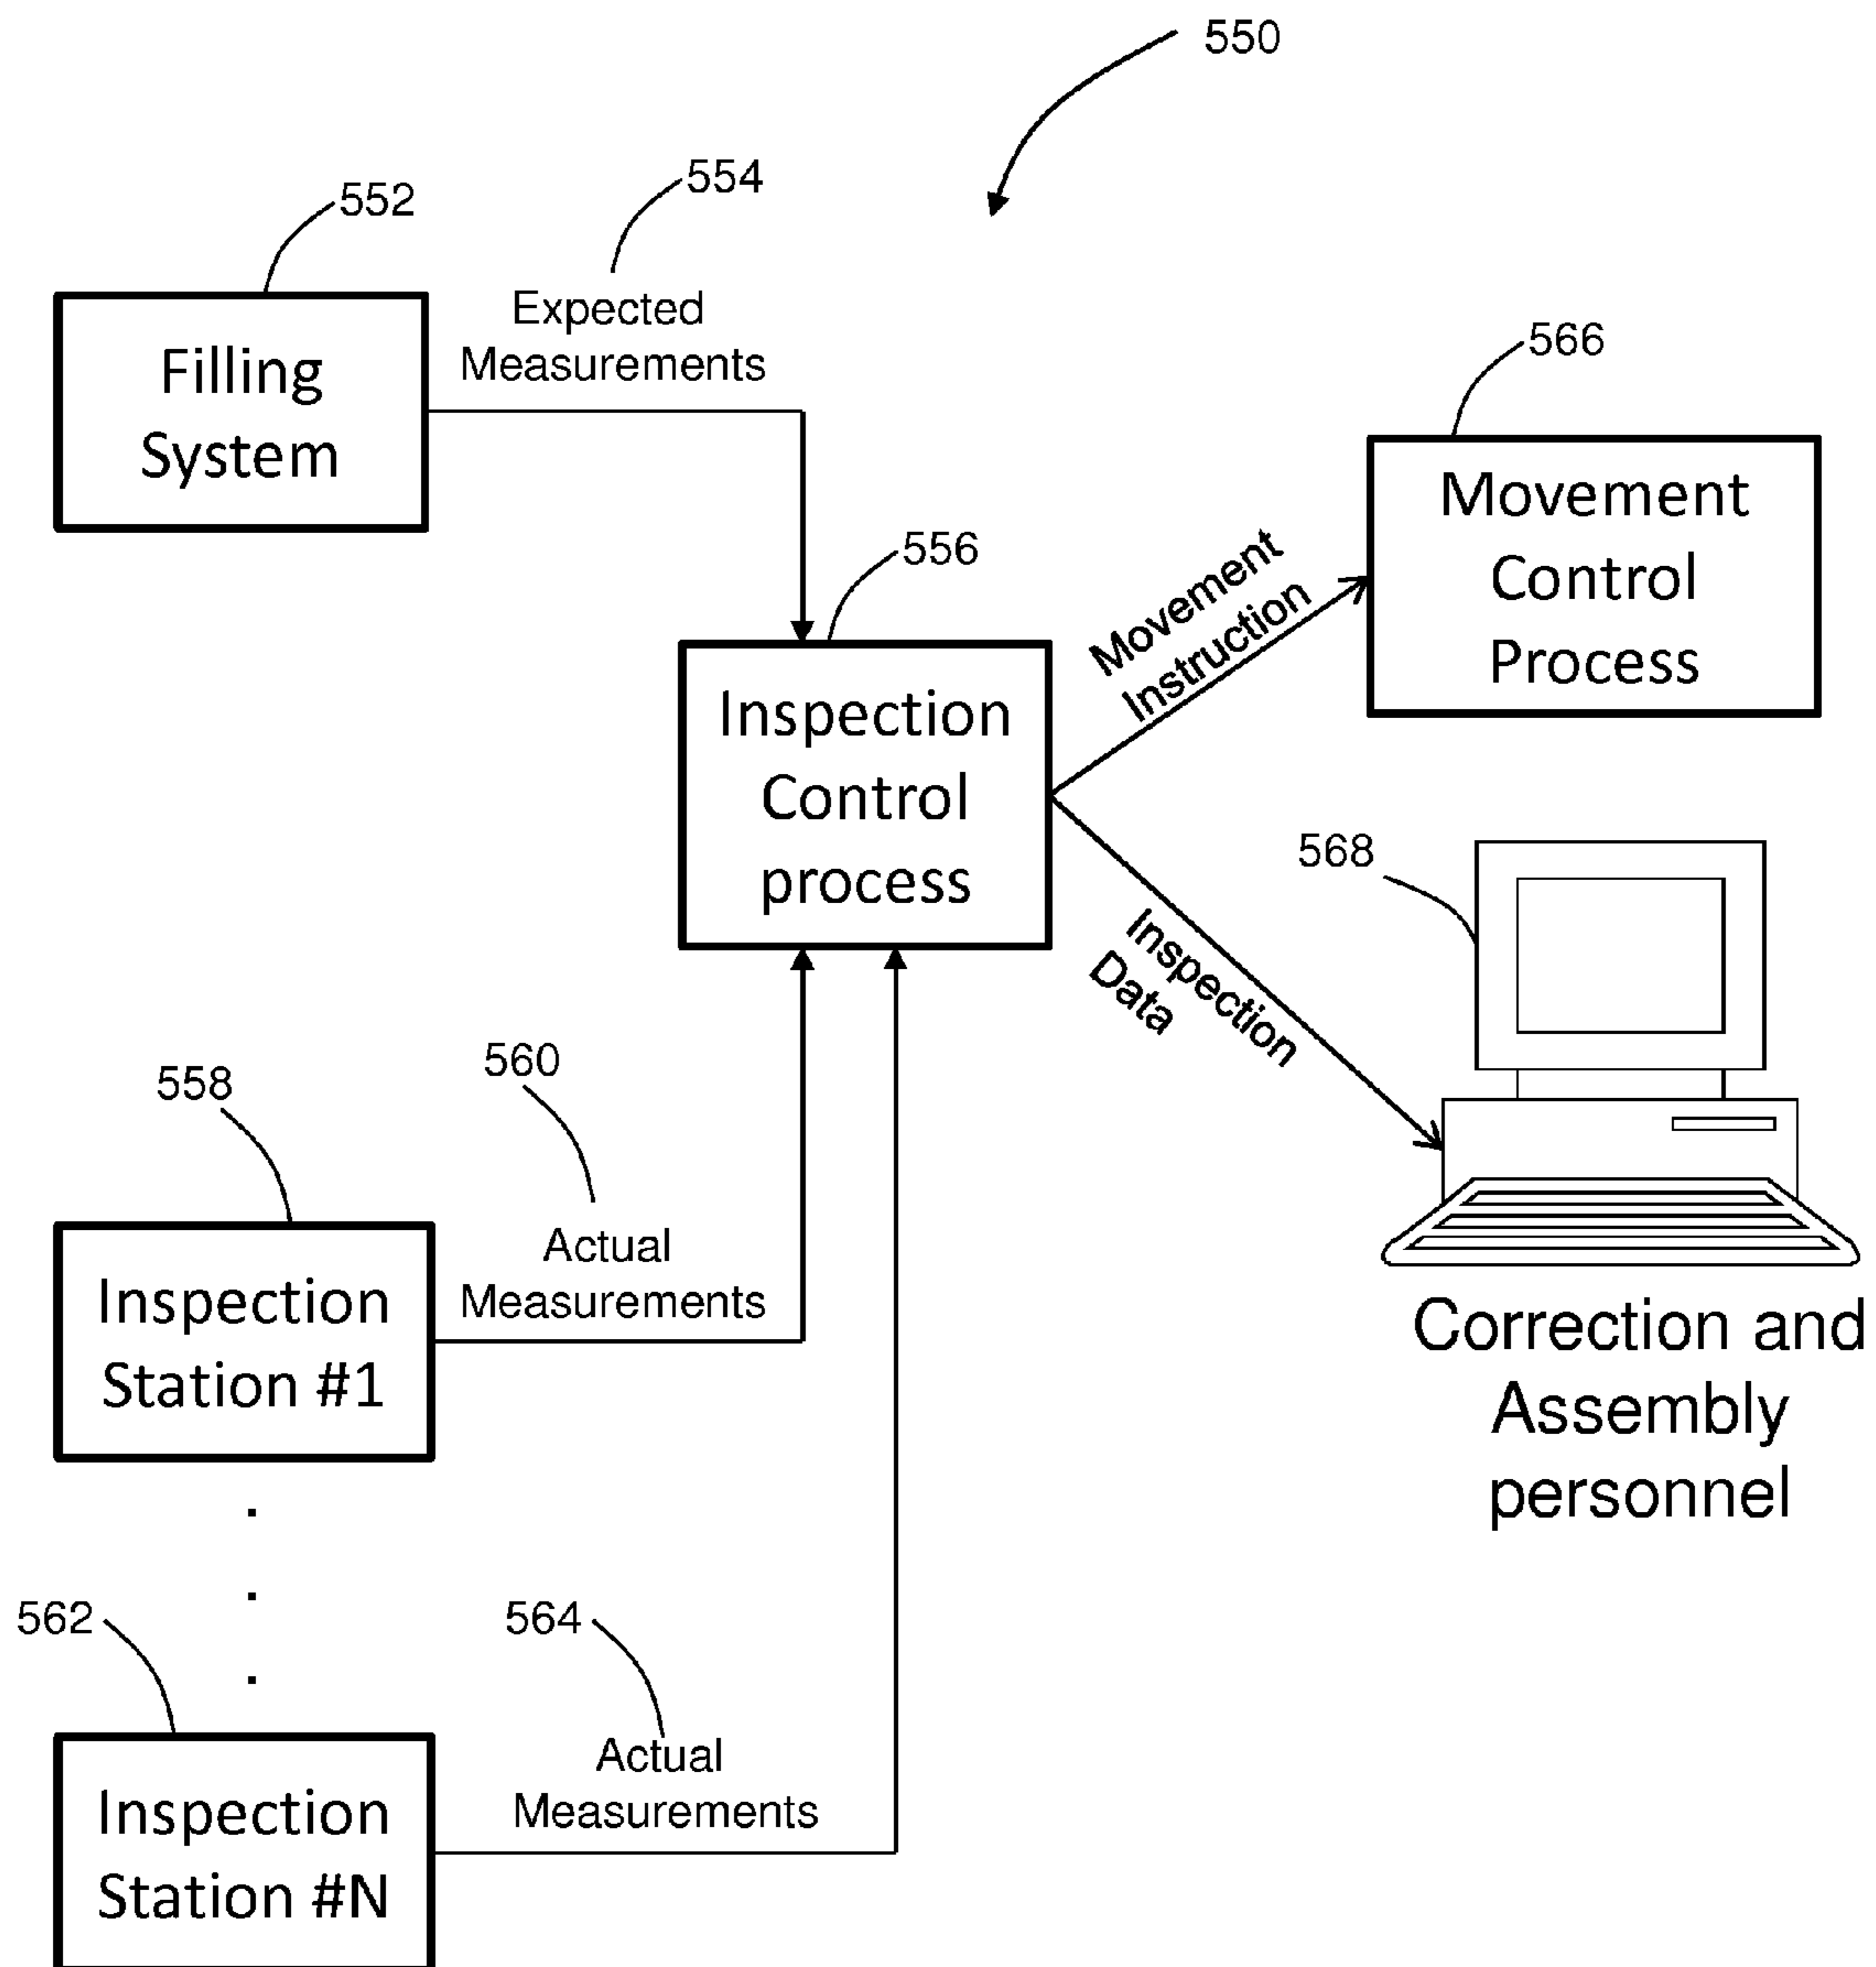 550
554
552
Expected
Measurements
Filling
System
566
Movement
Control
Process
556
Movement
Instruction
Inspection
Control
process
568
Inspection
Data
560
558
Actual
Measurements
Inspection
Station #1
Correction and
Assembly
personnel
.
.
.
562
564
Actual
Measurements
Inspection
Station #N